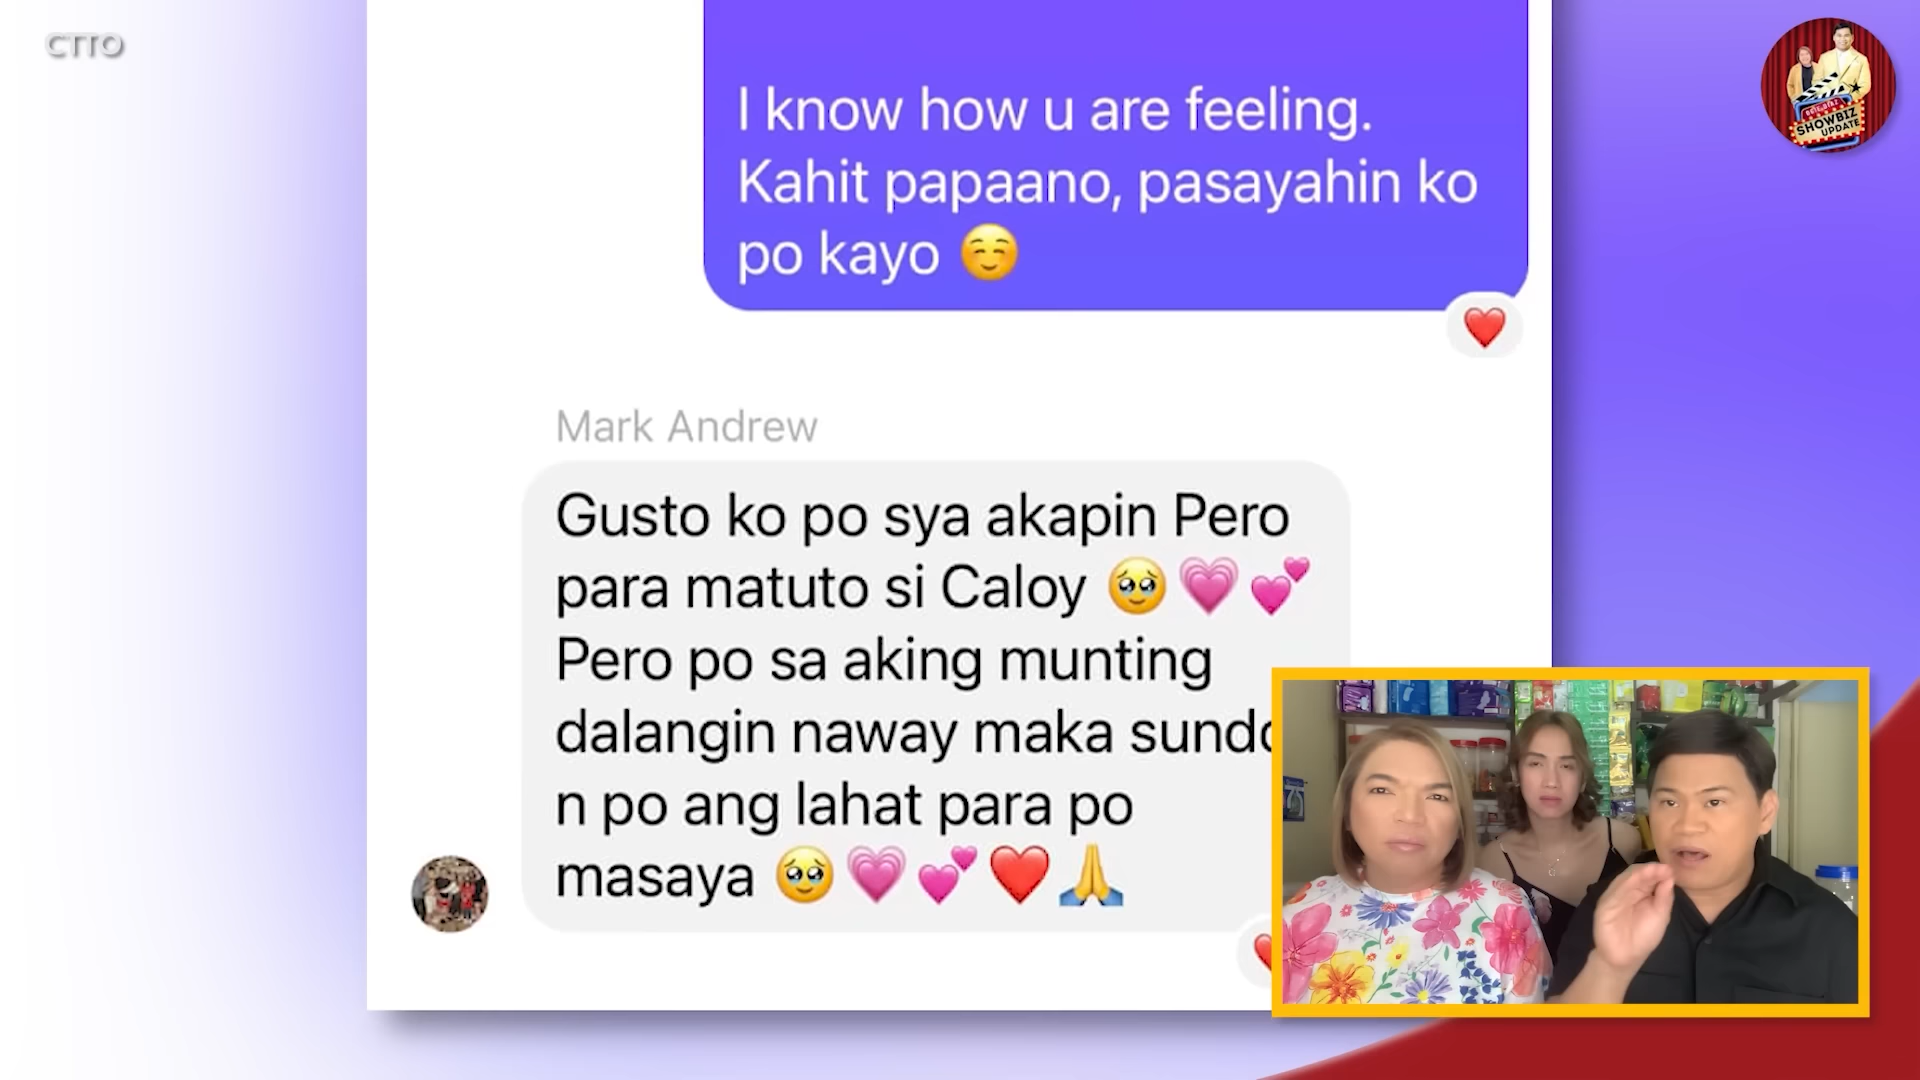 CTTO
SHOWBIZ
UPDATE
I know how u are feeling.
Kahit papaano, pasayahin ko
po kayo ☺️
❤️
Mark Andrew
Gusto ko po sya akapin Pero
para matuto si Caloy 🥹💗💕
Pero po sa aking munting
dalangin naway maka sundo
n po ang lahat para po
masaya 🥹💗💕❤️🙏